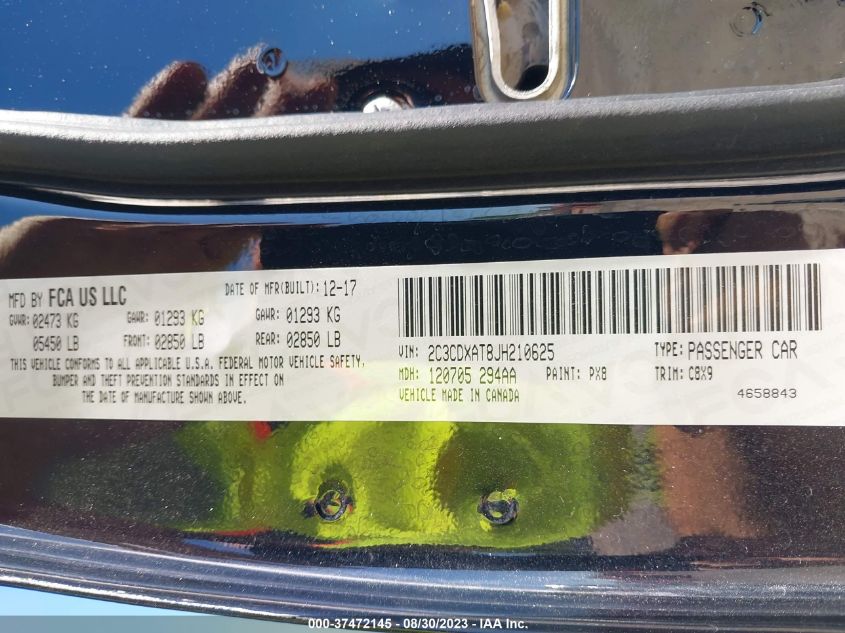 MFD BY FCA US LLC
DATE OF MFR(BUILT): 12-17
GVWR: 02473 KG
GAWR: 01293 KG
GAWR: 01293 KG
05450 LB
FRONT: 02850 LB
REAR: 02850 LB
THIS VEHICLE CONFORMS TO ALL APPLICABLE U.S.A. FEDERAL MOTOR VEHICLE SAFETY,
BUMPER AND THEFT PREVENTION STANDARDS IN EFFECT ON
THE DATE OF MANUFACTURE SHOWN ABOVE.
VIN: 2C3CDXAT8JH210625
TYPE: PASSENGER CAR
MDH: 120705 294AA
PAINT: PX8
TRIM: C8X9
VEHICLE MADE IN CANADA
4658843
000-37472145 - 08/30/2023 - IAA Inc.